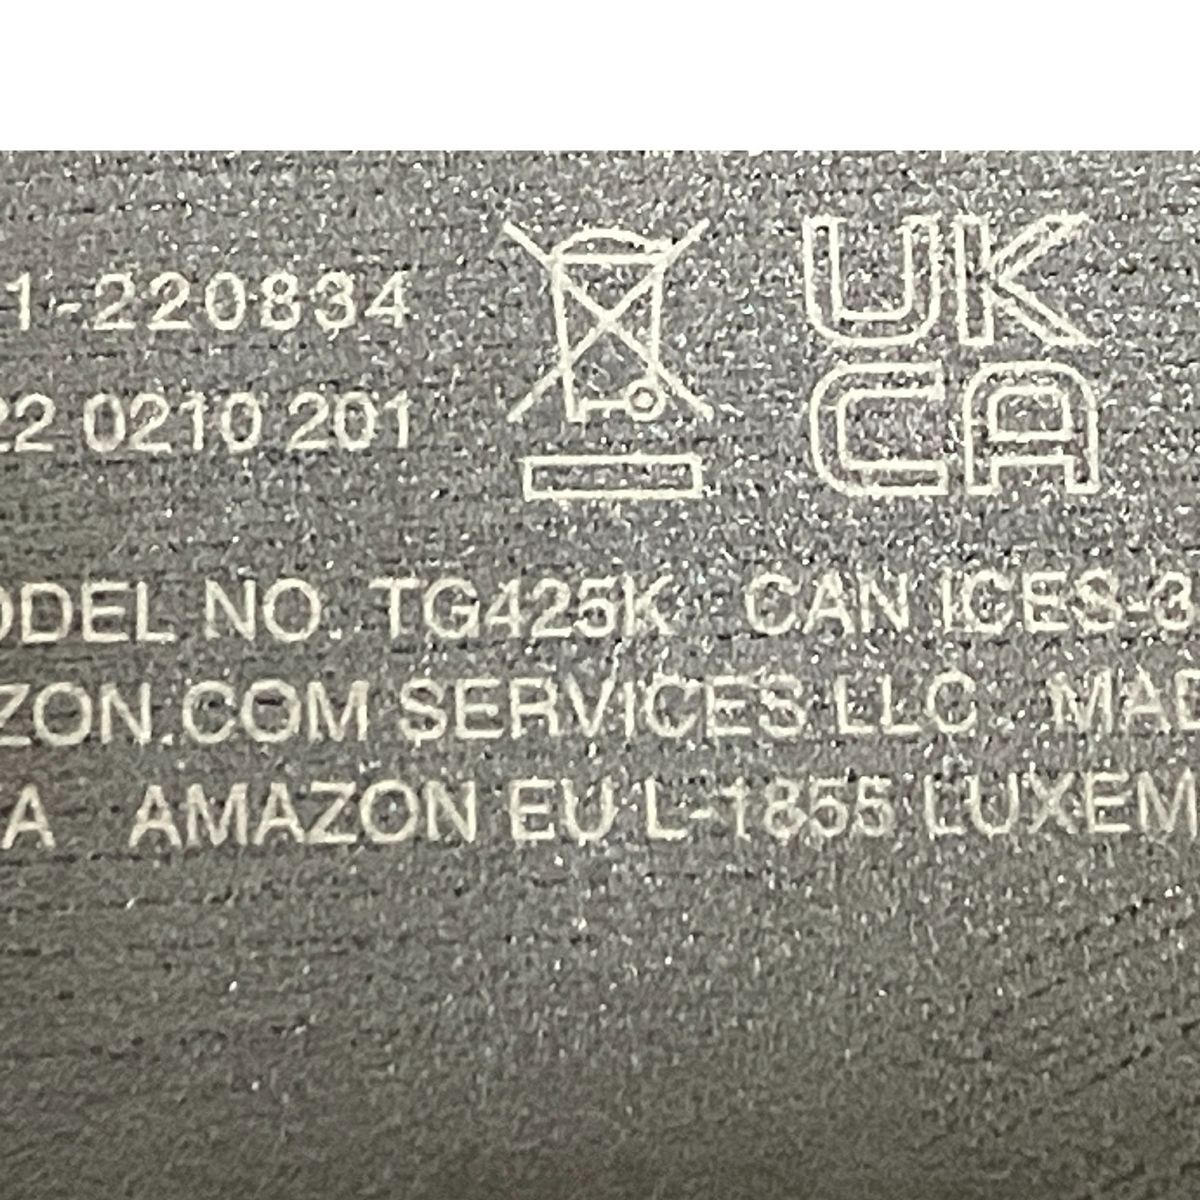 1-220834
22 0210 201
UK
CA
ODEL NO. TG425K CAN ICES-3
ZON.COM SERVICES LLC MAD
A AMAZON EU L-1855 LUXEM